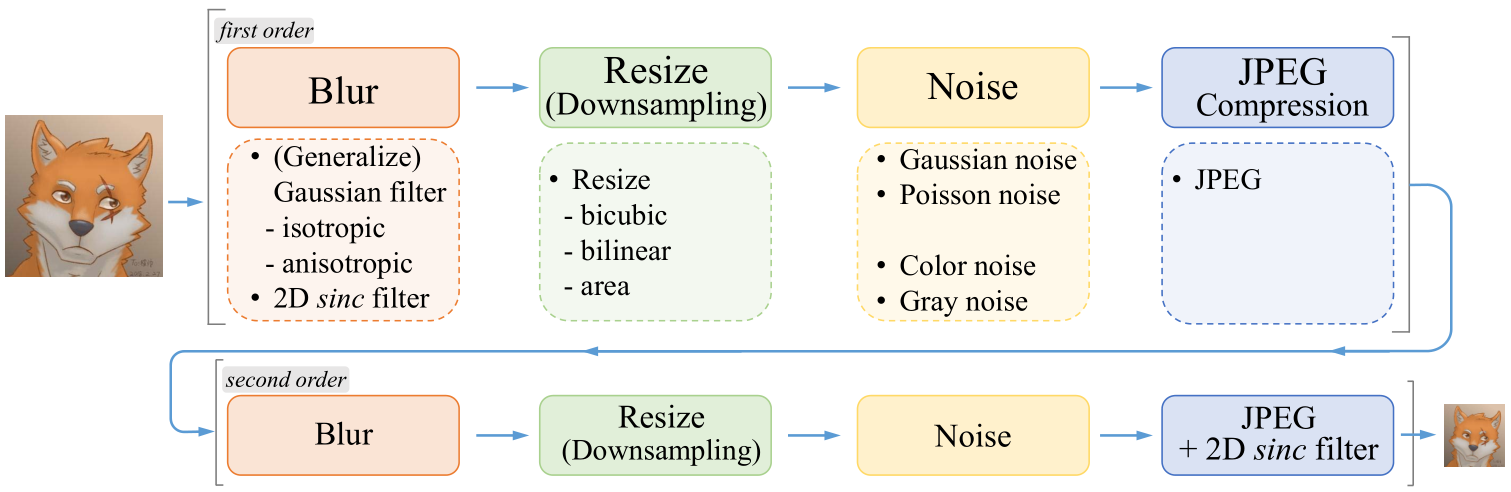 first order
Blur
Resize
(Downsampling)
Noise
JPEG
Compression
• (Generalize)
Gaussian filter
- isotropic
- anisotropic
• 2D sinc filter
• Resize
- bicubic
- bilinear
- area
• Gaussian noise
• Poisson noise
• Color noise
• Gray noise
• JPEG
second order
Blur
Resize
(Downsampling)
Noise
JPEG
+ 2D sinc filter